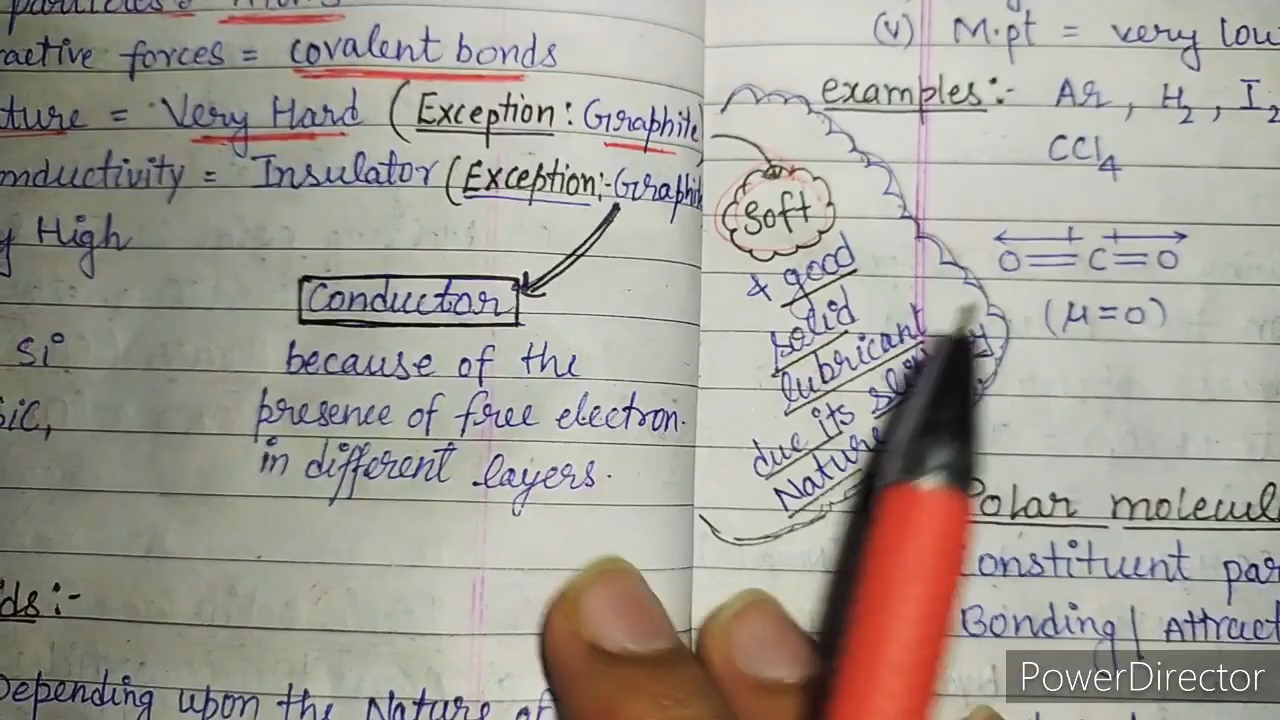 active forces = covalent bonds
ture = Very Hard (Exception : Graphite)
nductivity = Insulator (Exception :- Graphite
y High
Conductor
Si
because of the
SiC,
presence of free electron.
in different layers.
ds :-
Depending upon the Nature of
Soft
& good
solid
lubricant
due its
Nature
(v) M.pt = very low
examples :- Ar, H2, I2
CCl4
O=C=O
(μ=0)
Polar molecul
onstituent par
Bonding | Attract
PowerDirector